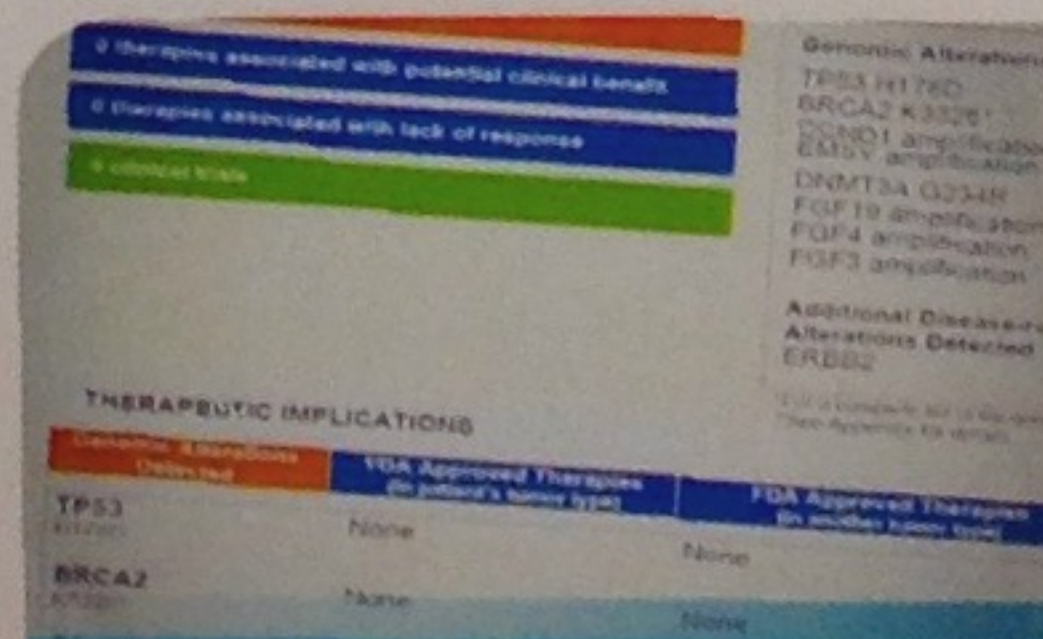 0 therapies associated with potential clinical benefit
0 therapies associated with lack of response
clinical trials
Genomic Alterations
TP53
BRCA2
CCND1 amplification
EMSY amplification
DNMT3A
FGF19 amplification
FGF4 amplification
FGF3 amplification
Additional Disease-r
Alterations Detected
ERBB2
THERAPEUTIC IMPLICATIONS
Genomic Alterations
Detected
FDA Approved Therapies
(in patient's tumor type)
FDA Approved Therapies
(in another tumor type)
TP53
None
None
BRCA2
None
None